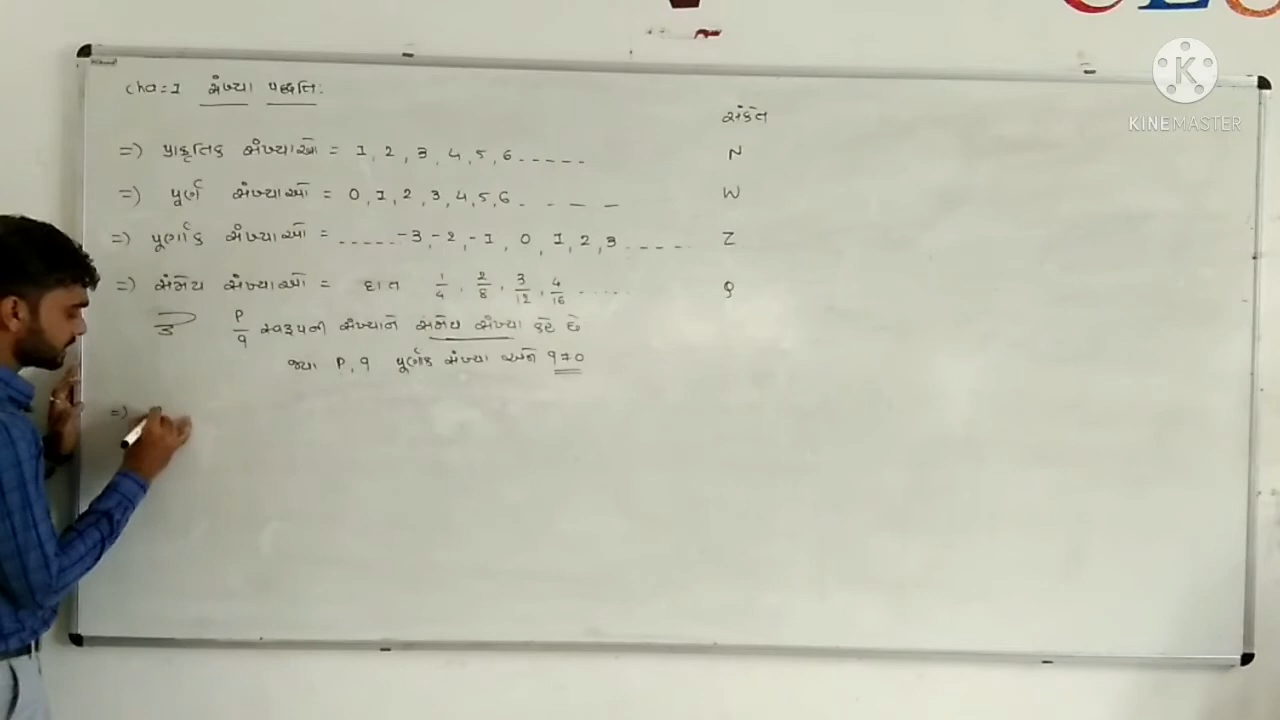 KINEMASTER
Cha:1 સંખ્યા પદ્ધતિ:
સંકેત
=) પ્રાકૃતિક સંખ્યાઓ = 1, 2, 3, 4, 5, 6 ----- N
=) પૂર્ણ સંખ્યાઓ = 0, 1, 2, 3, 4, 5, 6 - - - - W
=) પૂર્ણાંક સંખ્યાઓ = ----- -3, -2, -1, 0, 1, 2, 3 ----- Z
=) સંમેય સંખ્યાઓ = દા ત 1/4, 2/8, 3/12, 4/16 ..... Q
P/q સ્વરૂપની સંખ્યાને સંમેય સંખ્યા કહે છે
જ્યા P, q પૂર્ણાંક સંખ્યા અને q≠0
=)